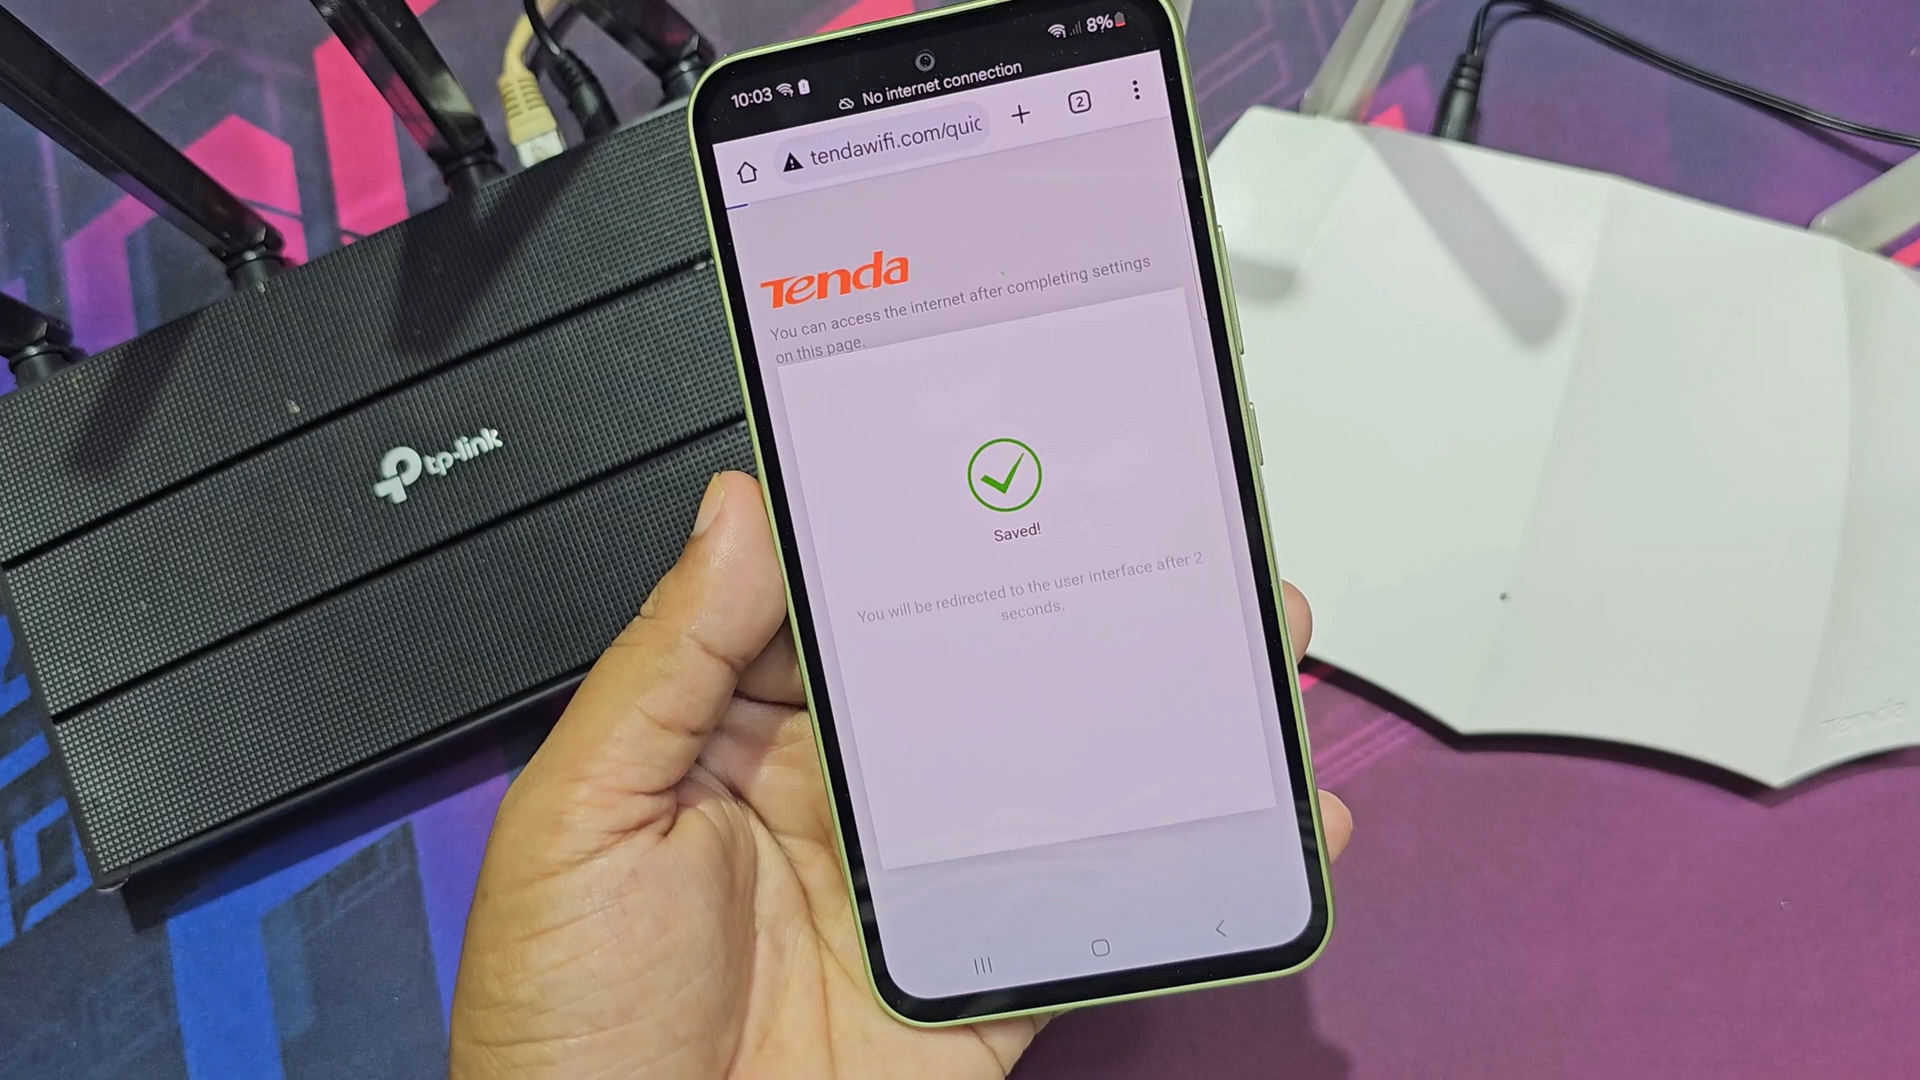 10:03
8%
No internet connection
tendawifi.com/quic
2
Tenda
You can access the internet after completing settings
on this page.
Saved!
You will be redirected to the user interface after 2
seconds.
tp-link
Tenda